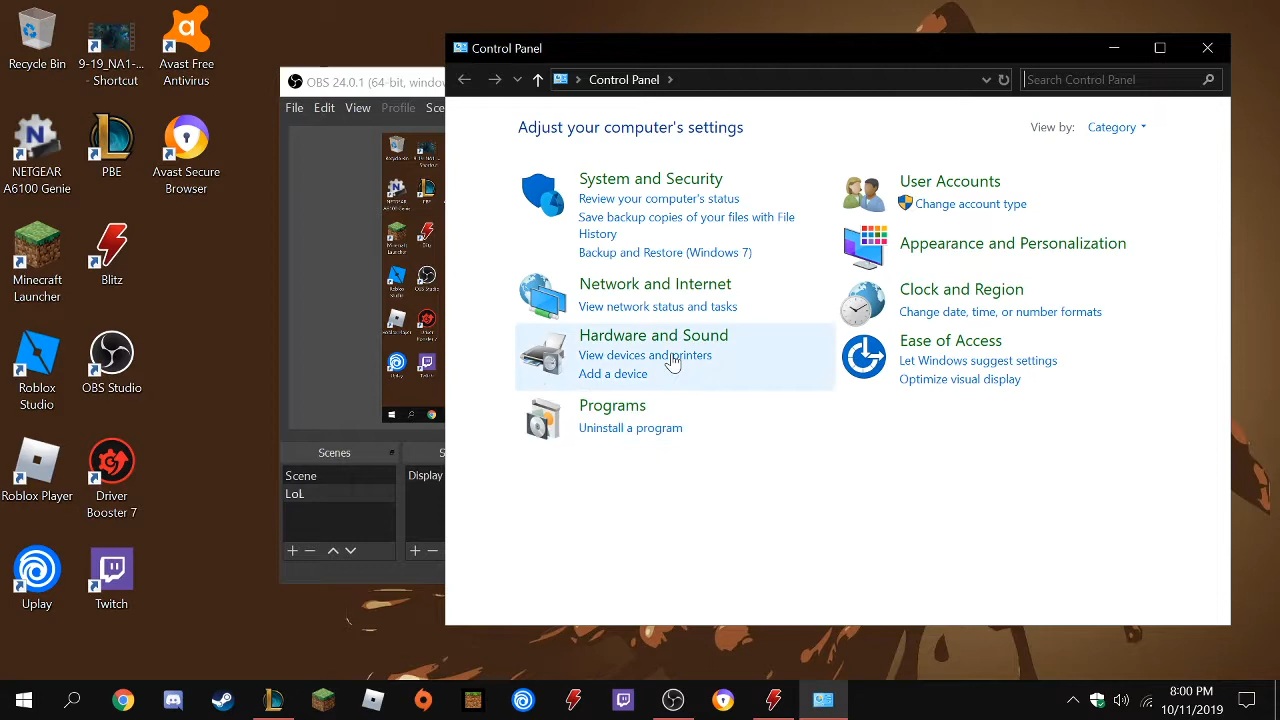 Recycle Bin
9-19_NA1-...
- Shortcut
Avast Free
Antivirus
NETGEAR
A6100 Genie
PBE
Avast Secure
Browser
Minecraft
Launcher
Blitz
Roblox
Studio
OBS Studio
Roblox Player
Driver
Booster 7
Uplay
Twitch
OBS 24.0.1 (64-bit, windo
File
Edit
View
Profile
Sce
Scenes
S
Scene
LoL
Display
Control Panel
Control Panel
Search Control Panel
Adjust your computer's settings
View by:
Category
System and Security
Review your computer's status
Save backup copies of your files with File
History
Backup and Restore (Windows 7)
Network and Internet
View network status and tasks
Hardware and Sound
View devices and printers
Add a device
Programs
Uninstall a program
User Accounts
Change account type
Appearance and Personalization
Clock and Region
Change date, time, or number formats
Ease of Access
Let Windows suggest settings
Optimize visual display
8:00 PM
10/11/2019